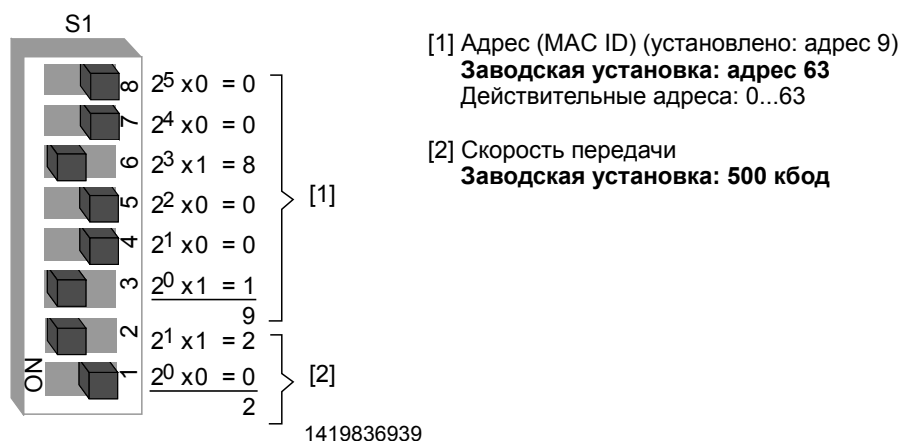 S1
8 2⁵ x0 = 0
7 2⁴ x0 = 0
6 2³ x1 = 8
5 2² x0 = 0
4 2¹ x0 = 0
3 2⁰ x1 = 1
9
[1]
2 2¹ x1 = 2
1 2⁰ x0 = 0
2
[2]
ON
1419836939
[1] Адрес (MAC ID) (установлено: адрес 9)
Заводская установка: адрес 63
Действительные адреса: 0...63
[2] Скорость передачи
Заводская установка: 500 кбод